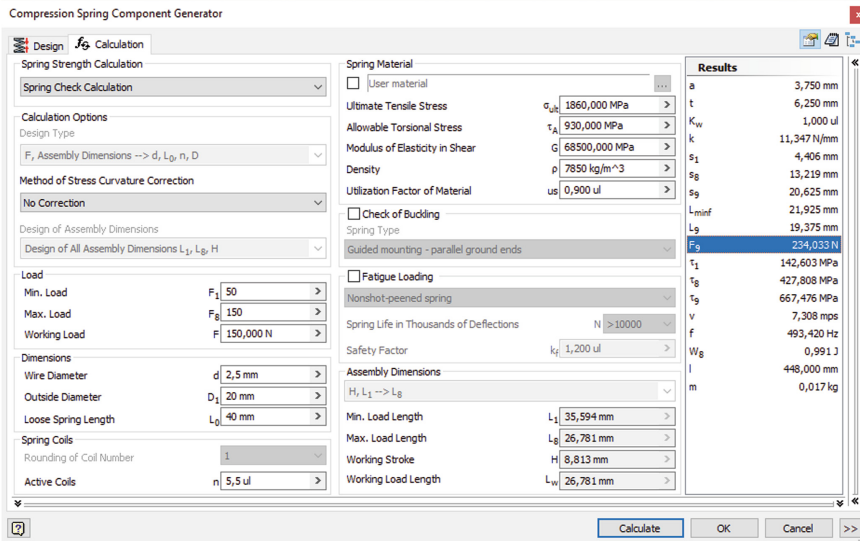 Compression Spring Component Generator
x
Design
fG Calculation
Spring Strength Calculation
Spring Check Calculation
Calculation Options
Design Type
F, Assembly Dimensions --> d, L0, n, D
Method of Stress Curvature Correction
No Correction
Design of Assembly Dimensions
Design of All Assembly Dimensions L1, L8, H
Load
Min. Load F1 50 >
Max. Load F8 150 >
Working Load F 150,000 N >
Dimensions
Wire Diameter d 2,5 mm >
Outside Diameter D1 20 mm >
Loose Spring Length L0 40 mm >
Spring Coils
Rounding of Coil Number 1
Active Coils n 5,5 ul >
Spring Material
User material ...
Ultimate Tensile Stress σult 1860,000 MPa >
Allowable Torsional Stress τA 930,000 MPa >
Modulus of Elasticity in Shear G 68500,000 MPa >
Density ρ 7850 kg/m^3 >
Utilization Factor of Material us 0,900 ul >
Check of Buckling
Spring Type
Guided mounting - parallel ground ends
Fatigue Loading
Nonshot-peened spring
Spring Life in Thousands of Deflections N >10000
Safety Factor kf 1,200 ul >
Assembly Dimensions
H, L1 --> L8
Min. Load Length L1 35,594 mm >
Max. Load Length L8 26,781 mm >
Working Stroke H 8,813 mm >
Working Load Length Lw 26,781 mm >
Results
a 3,750 mm
t 6,250 mm
Kw 1,000 ul
k 11,347 N/mm
s1 4,406 mm
s8 13,219 mm
s9 20,625 mm
Lminf 21,925 mm
L9 19,375 mm
F9 234,033 N
τ1 142,603 MPa
τ8 427,808 MPa
τ9 667,476 MPa
v 7,308 mps
f 493,420 Hz
W8 0,991 J
l 448,000 mm
m 0,017 kg
?
Calculate
OK
Cancel
>>